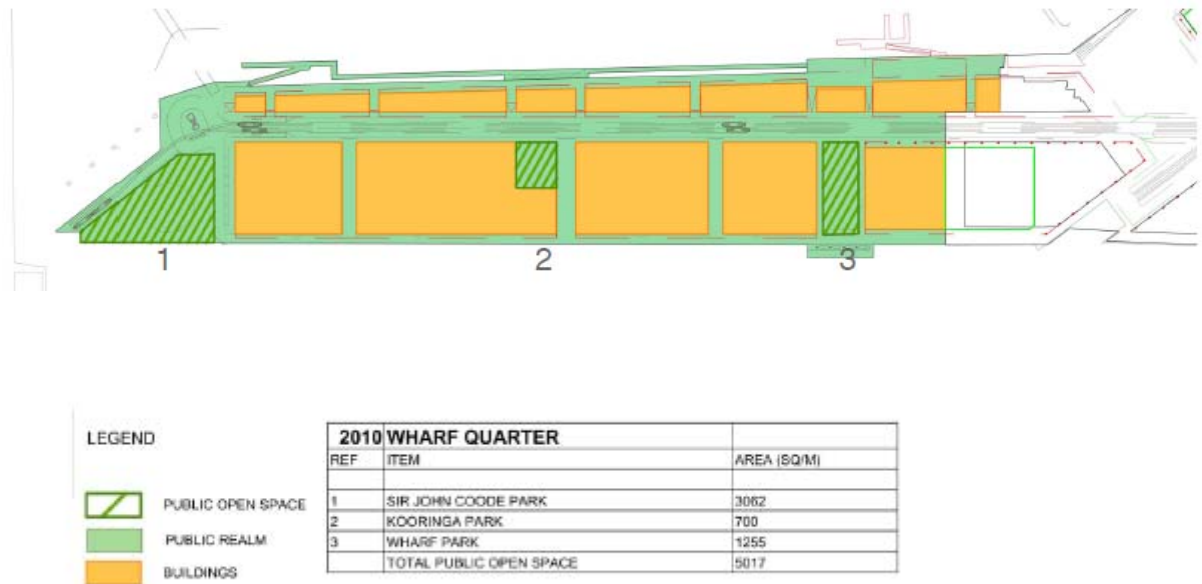 1 2 3
LEGEND
PUBLIC OPEN SPACE
PUBLIC REALM
BUILDINGS
2010 WHARF QUARTER
REF ITEM AREA (SQ/M)
1 SIR JOHN COODE PARK 3062
2 KOORINGA PARK 700
3 WHARF PARK 1255
TOTAL PUBLIC OPEN SPACE 5017